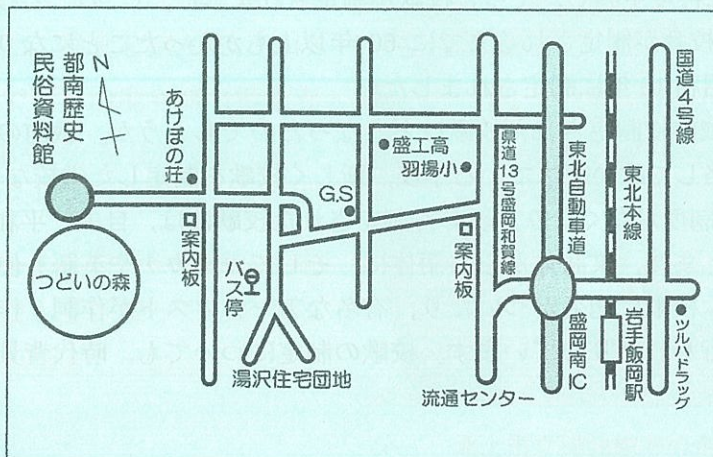 都南歴史
民俗資料館
N
つどいの森
あけぼの荘
案内板
バス停
湯沢住宅団地
G.S
盛工高
羽場小
案内板
県道13号盛岡和賀線
流通センター
東北自動車道
盛岡南IC
東北本線
岩手飯岡駅
国道4号線
ツルハドラッグ